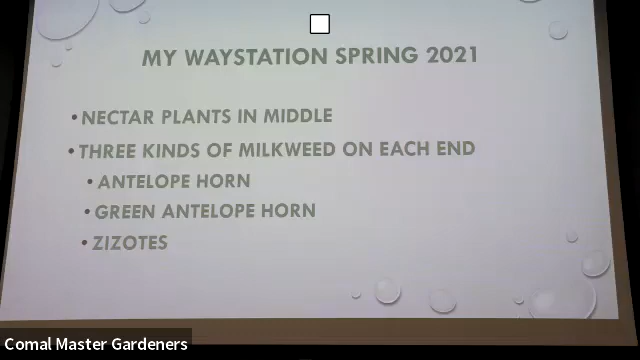 MY WAYSTATION SPRING 2021
•NECTAR PLANTS IN MIDDLE
•THREE KINDS OF MILKWEED ON EACH END
•ANTELOPE HORN
•GREEN ANTELOPE HORN
•ZIZOTES
Comal Master Gardeners